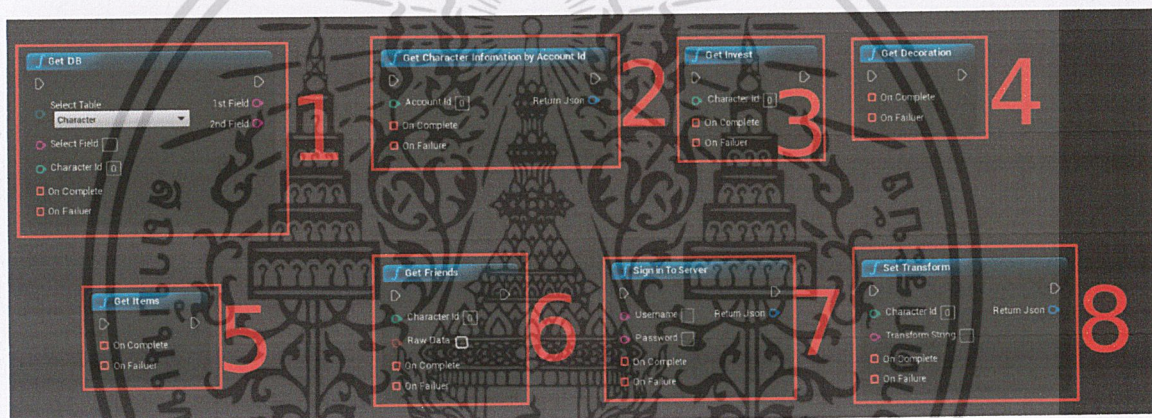 Get DB
Select Table
1st Field
Character
2nd Field
Select Field
Character Id 0
On Complete
On Failuer
1
Get Character Infomation by Account Id
Account Id 0
Return Json
On Complete
On Failure
2
Get Invest
Character Id 0
On Complete
On Failuer
3
Get Decoration
On Complete
On Failuer
4
Get Items
On Complete
On Failuer
5
Get Friends
Character Id 0
Raw Data
On Complete
On Failuer
6
Sign in To Server
Username
Return Json
Password
On Complete
On Failure
7
Set Transform
Character Id 0
Return Json
Transform String
On Complete
On Failure
8